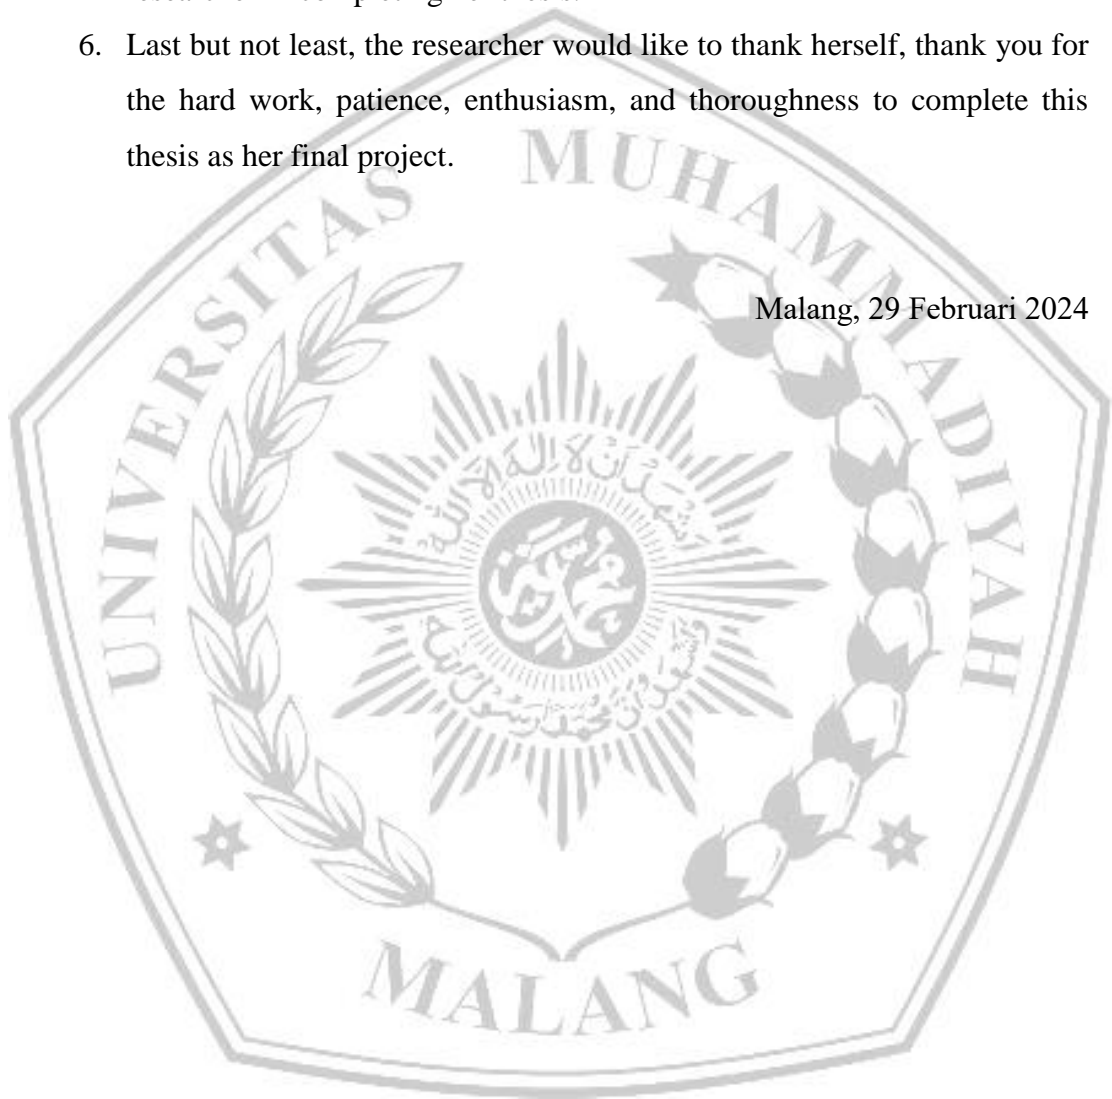 6. Last but not least, the researcher would like to thank herself, thank you for
the hard work, patience, enthusiasm, and thoroughness to complete this
thesis as her final project.
Malang, 29 Februari 2024
UNIVERSITAS MUHAMMADIYAH
MALANG